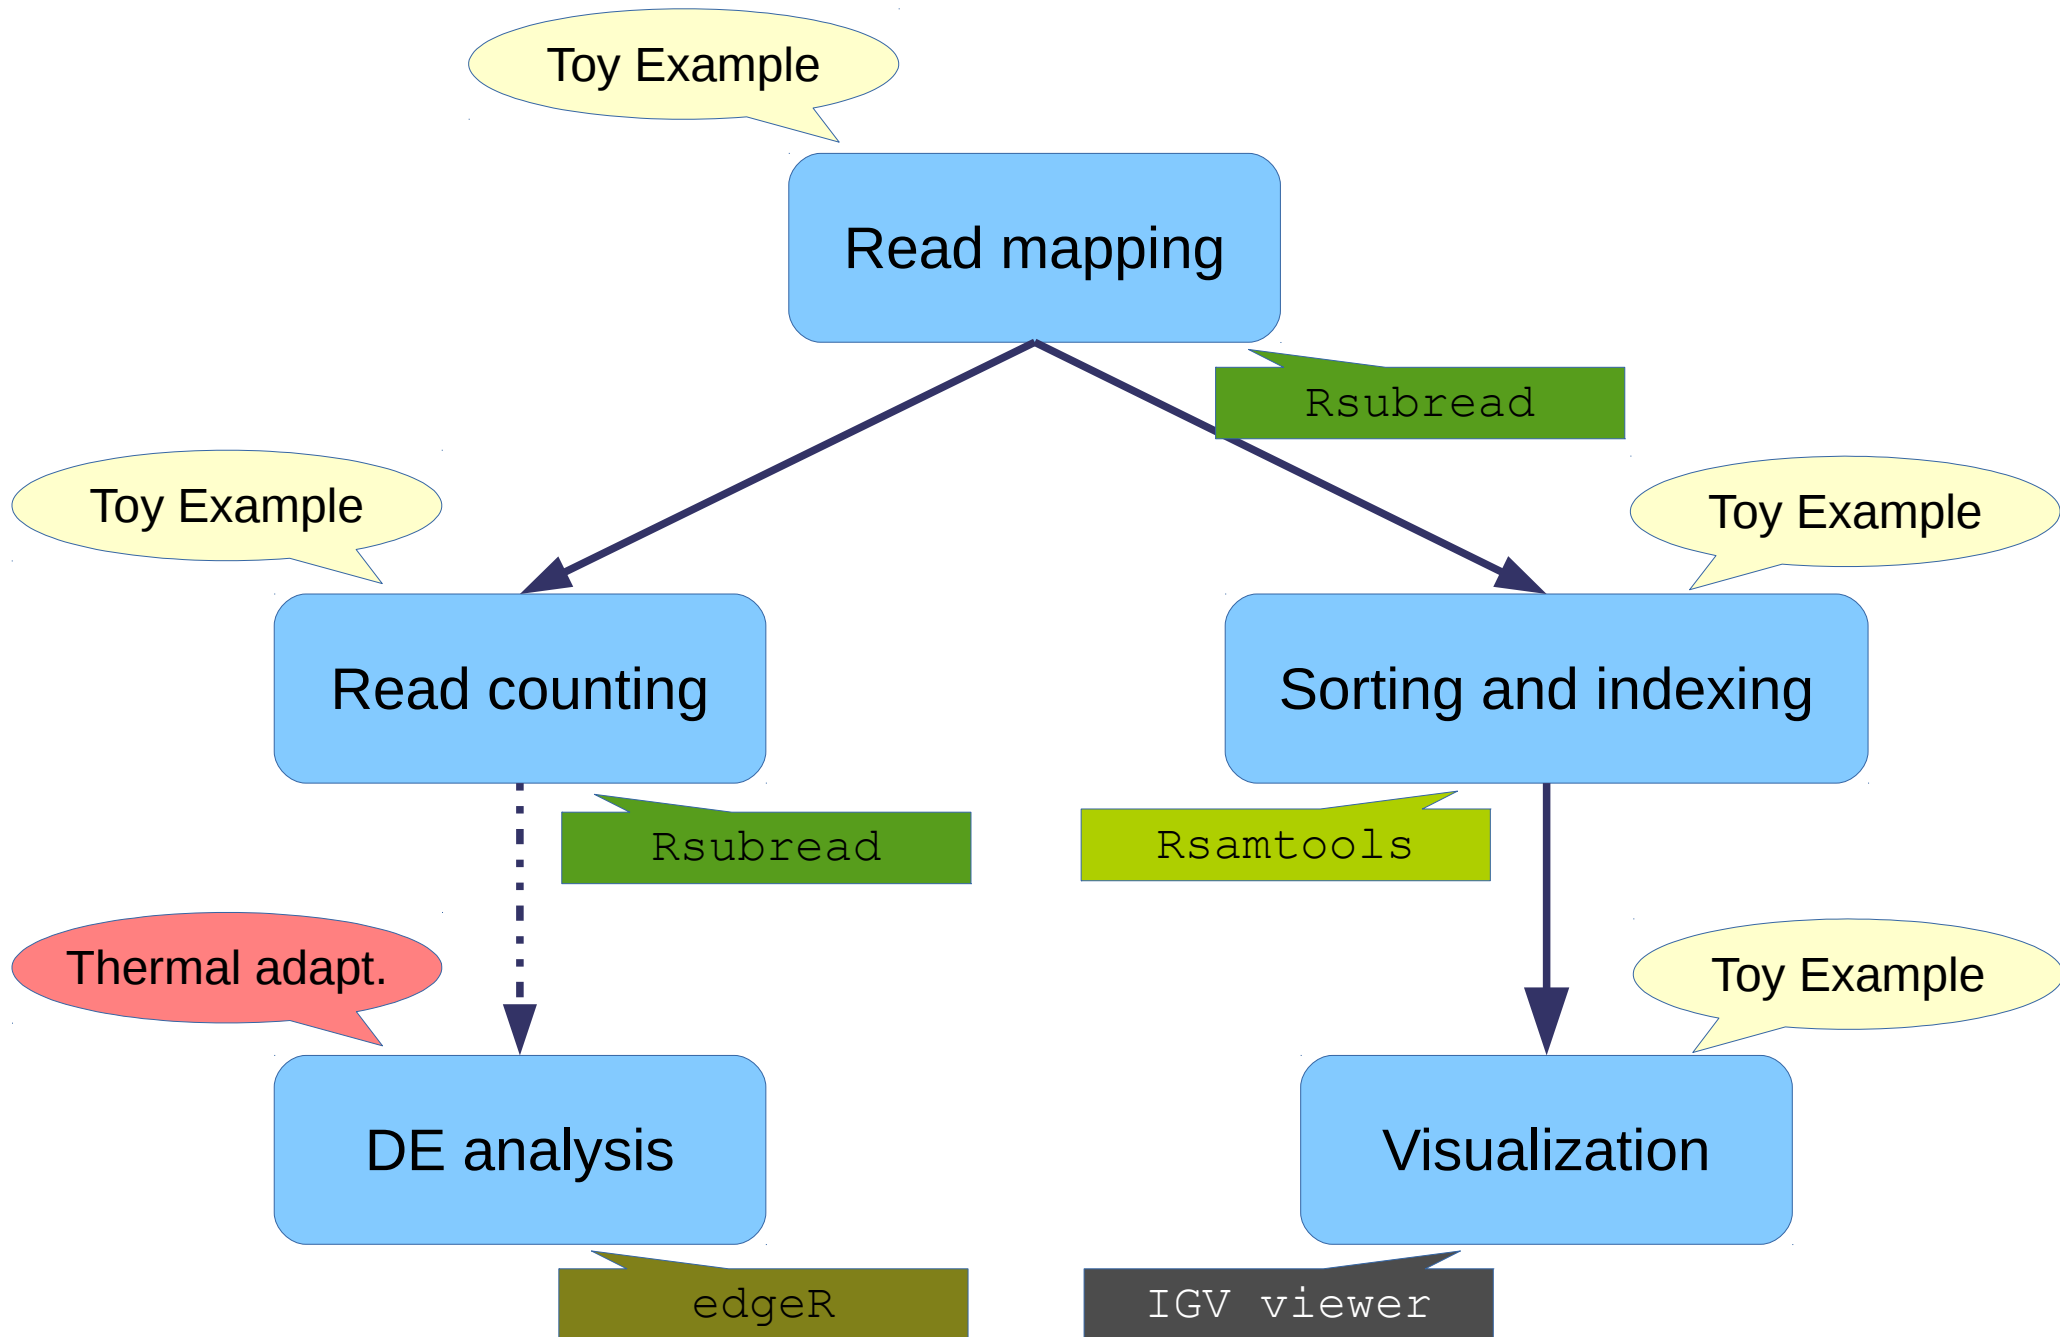 Toy Example
Read mapping
Rsubread
Toy Example
Toy Example
Read counting
Sorting and indexing
Rsubread
Rsamtools
Thermal adapt.
Toy Example
DE analysis
Visualization
edgeR
IGV viewer